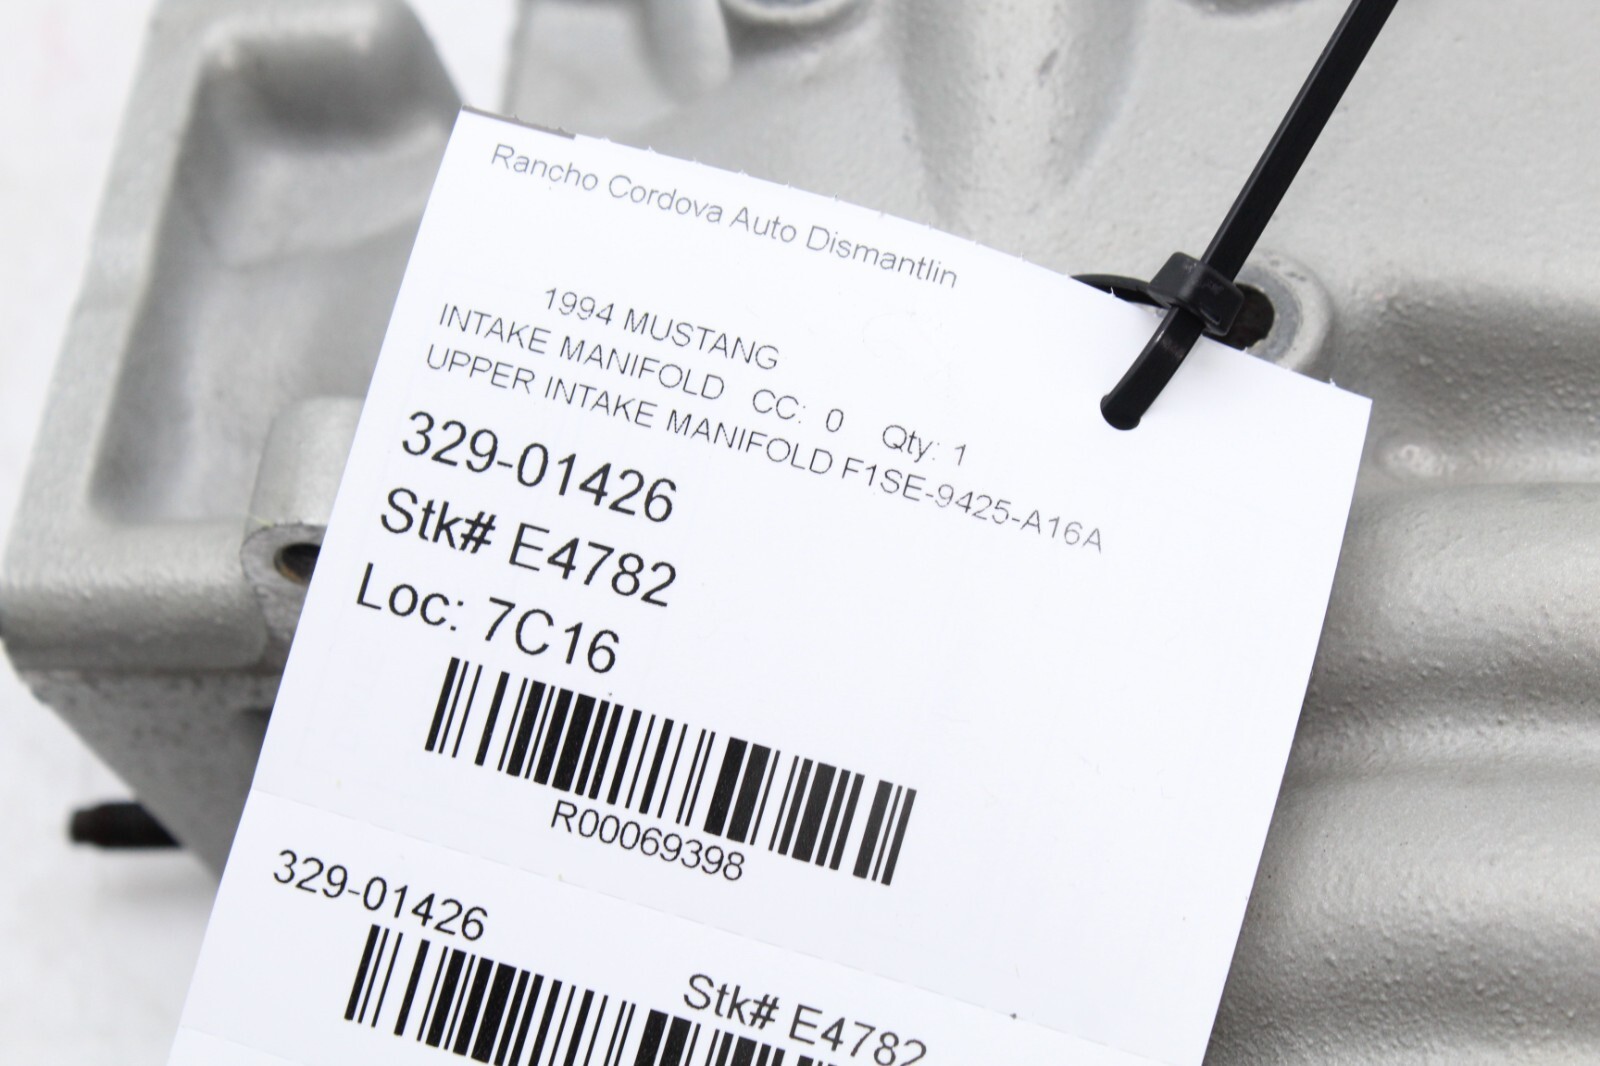 Rancho Cordova Auto Dismantlin
1994 MUSTANG
INTAKE MANIFOLD CC: 0 Qty: 1
UPPER INTAKE MANIFOLD F1SE-9425-A16A
329-01426
Stk# E4782
Loc: 7C16
R00069398
329-01426
Stk# E4782